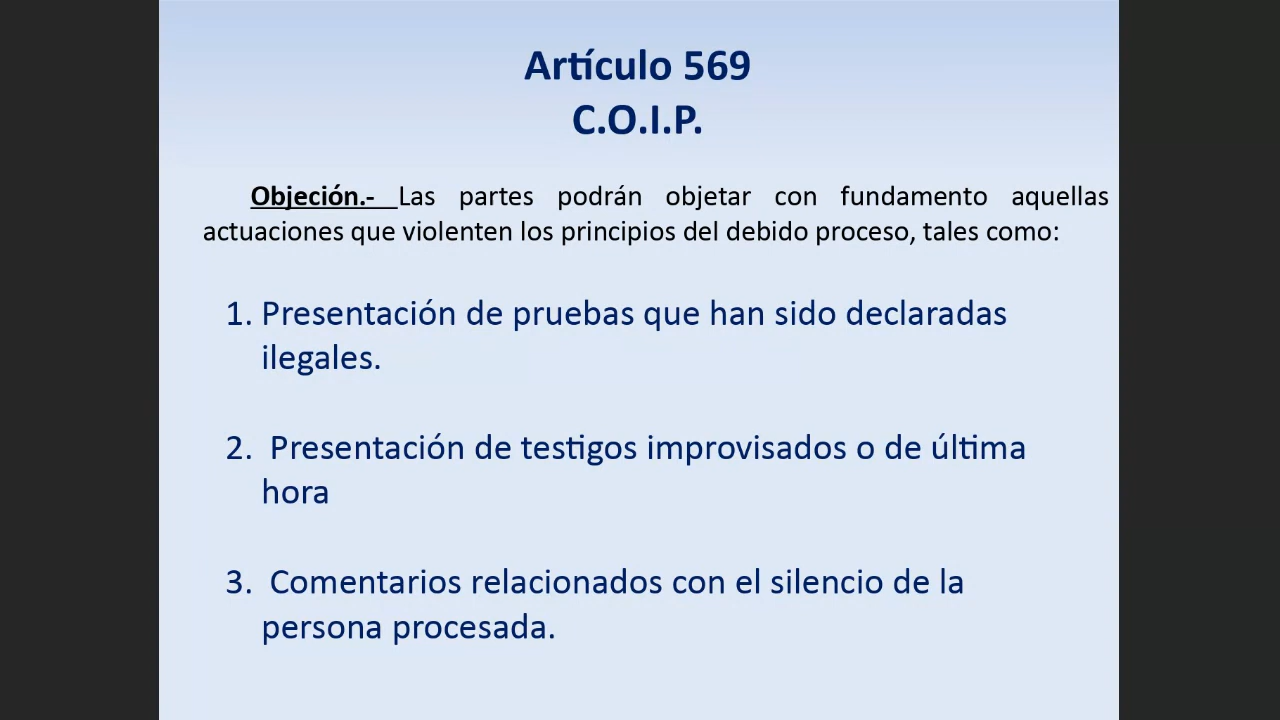 Artículo 569
C.O.I.P.
Objeción.- Las partes podrán objetar con fundamento aquellas
actuaciones que violenten los principios del debido proceso, tales como:
1. Presentación de pruebas que han sido declaradas
ilegales.
2. Presentación de testigos improvisados o de última
hora
3. Comentarios relacionados con el silencio de la
persona procesada.